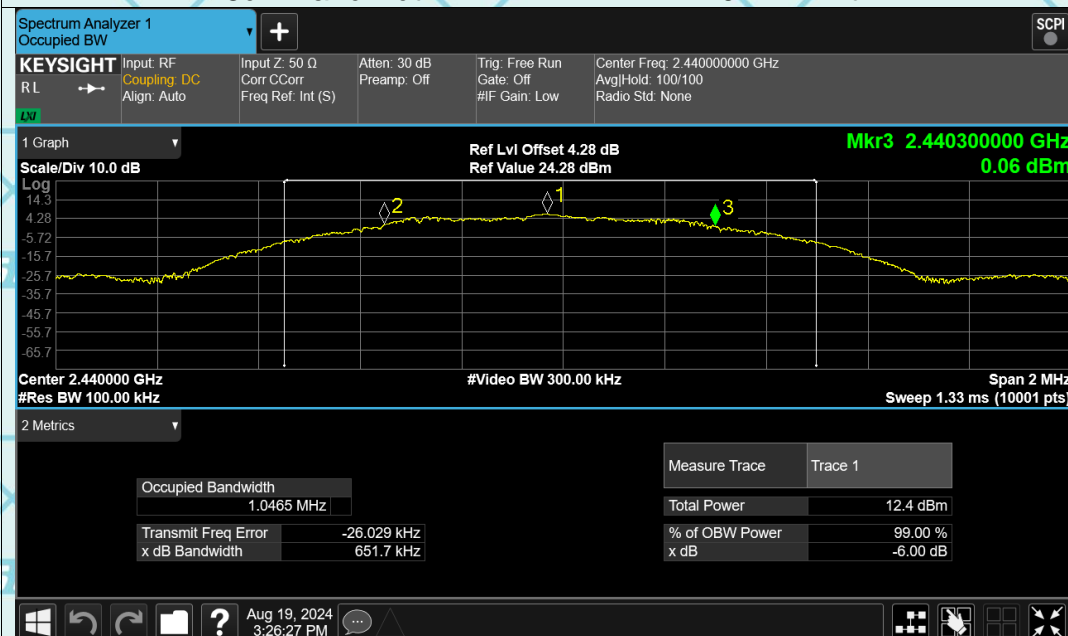 Spectrum Analyzer 1
Occupied BW
+
SCPI
KEYSIGHT
RL
LXI
Input: RF
Coupling: DC
Align: Auto
Input Z: 50 Ω
Corr CCorr
Freq Ref: Int (S)
Atten: 30 dB
Preamp: Off
Trig: Free Run
Gate: Off
#IF Gain: Low
Center Freq: 2.440000000 GHz
Avg|Hold: 100/100
Radio Std: None
1 Graph
Scale/Div 10.0 dB
Ref Lvl Offset 4.28 dB
Ref Value 24.28 dBm
Mkr3 2.440300000 GHz
0.06 dBm
Log
14.3
4.28
-5.72
-15.7
-25.7
-35.7
-45.7
-55.7
-65.7
2
1
3
Center 2.440000 GHz
#Video BW 300.00 kHz
Span 2 MHz
#Res BW 100.00 kHz
Sweep 1.33 ms (10001 pts)
2 Metrics
Occupied Bandwidth
1.0465 MHz
Transmit Freq Error -26.029 kHz
x dB Bandwidth 651.7 kHz
Measure Trace Trace 1
Total Power 12.4 dBm
% of OBW Power 99.00 %
x dB -6.00 dB
?
Aug 19, 2024
3:26:27 PM